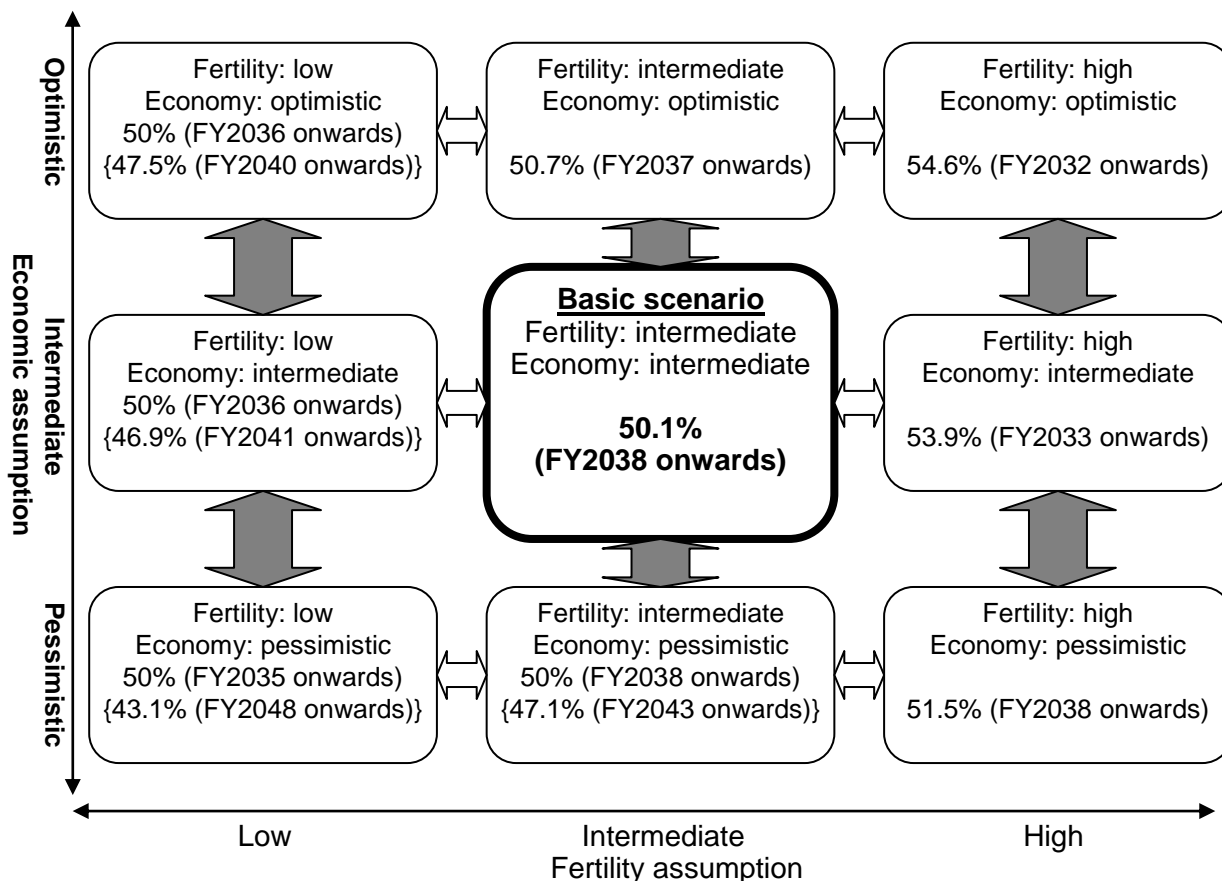 Optimistic
Intermediate
Pessimistic
Economic assumption
Fertility: low
Economy: optimistic
50% (FY2036 onwards)
{47.5% (FY2040 onwards)}
Fertility: intermediate
Economy: optimistic
50.7% (FY2037 onwards)
Fertility: high
Economy: optimistic
54.6% (FY2032 onwards)
Fertility: low
Economy: intermediate
50% (FY2036 onwards)
{46.9% (FY2041 onwards)}
Basic scenario
Fertility: intermediate
Economy: intermediate
50.1%
(FY2038 onwards)
Fertility: high
Economy: intermediate
53.9% (FY2033 onwards)
Fertility: low
Economy: pessimistic
50% (FY2035 onwards)
{43.1% (FY2048 onwards)}
Fertility: intermediate
Economy: pessimistic
50% (FY2038 onwards)
{47.1% (FY2043 onwards)}
Fertility: high
Economy: pessimistic
51.5% (FY2038 onwards)
Low
Intermediate
High
Fertility assumption